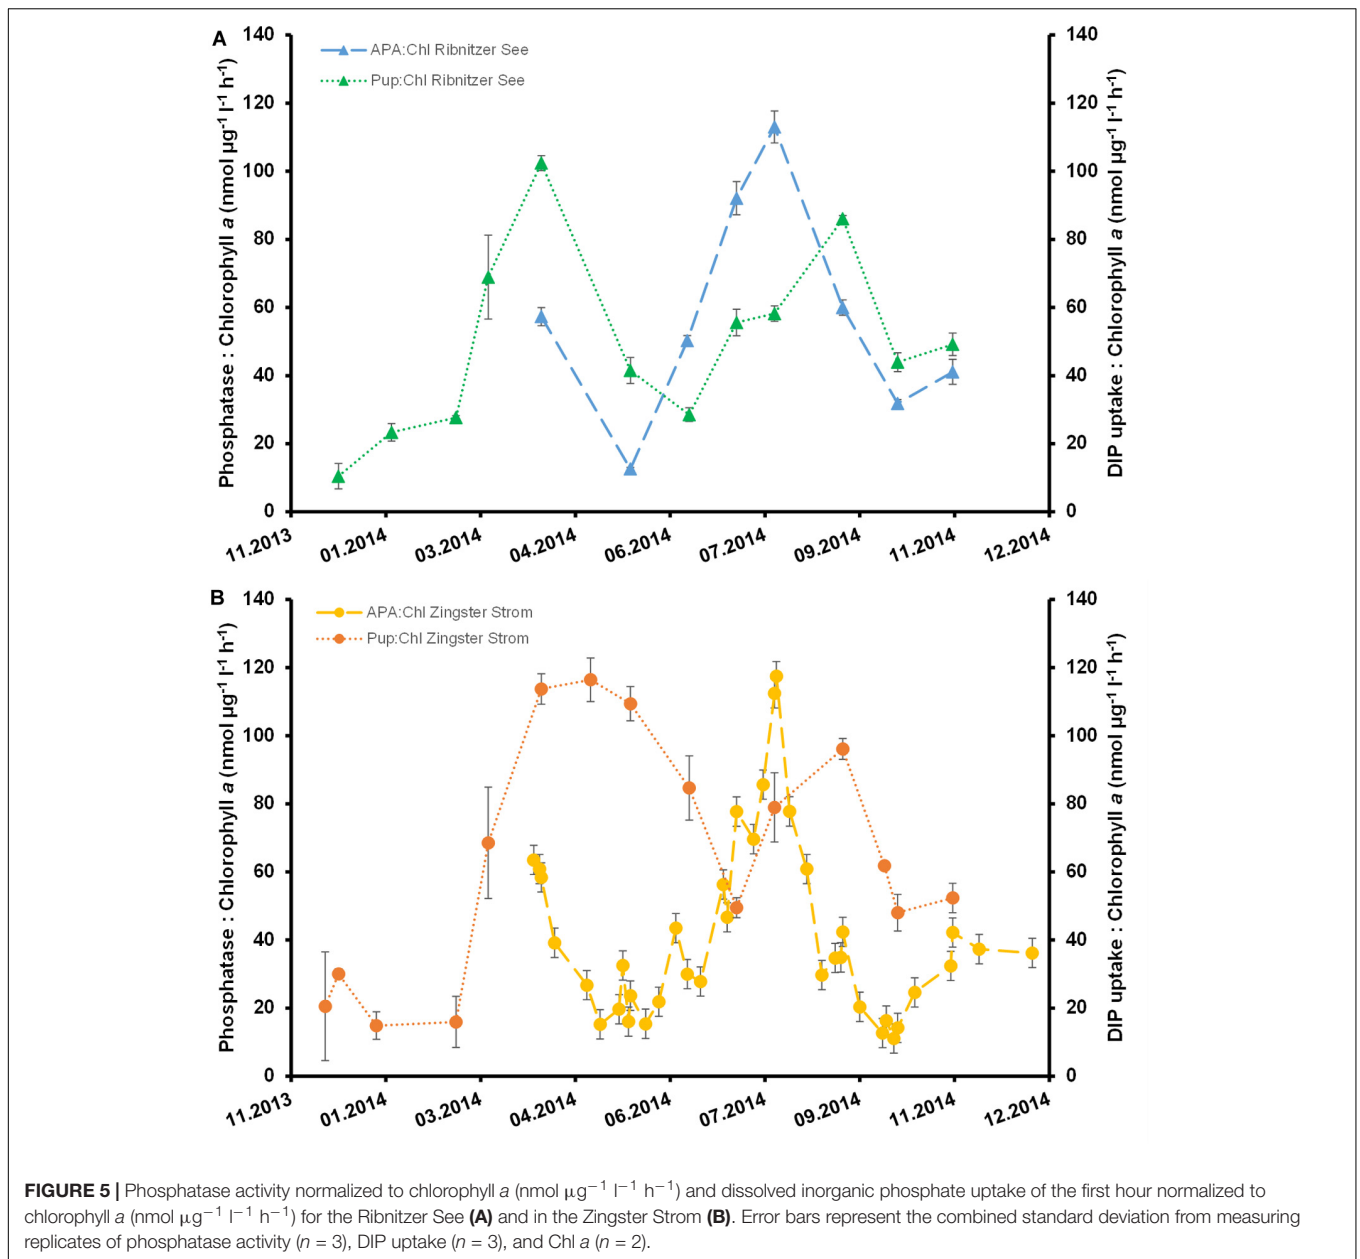 A
APA:Chl Ribnitzer See
Pup:Chl Ribnitzer See
Phosphatase : Chlorophyll a (nmol µg-1 l-1 h-1)
DIP uptake : Chlorophyll a (nmol µg-1 l-1 h-1)
140 140
120 120
100 100
80 80
60 60
40 40
20 20
0 0
11.2013 01.2014 03.2014 04.2014 06.2014 07.2014 09.2014 11.2014 12.2014
B
APA:Chl Zingster Strom
Pup:Chl Zingster Strom
Phosphatase : Chlorophyll a (nmol µg-1 l-1 h-1)
DIP uptake : Chlorophyll a (nmol µg-1 l-1 h-1)
140 140
120 120
100 100
80 80
60 60
40 40
20 20
0 0
11.2013 01.2014 03.2014 04.2014 06.2014 07.2014 09.2014 11.2014 12.2014
FIGURE 5 | Phosphatase activity normalized to chlorophyll a (nmol µg−1 l−1 h−1) and dissolved inorganic phosphate uptake of the first hour normalized to
chlorophyll a (nmol µg−1 l−1 h−1) for the Ribnitzer See (A) and in the Zingster Strom (B). Error bars represent the combined standard deviation from measuring
replicates of phosphatase activity (n = 3), DIP uptake (n = 3), and Chl a (n = 2).